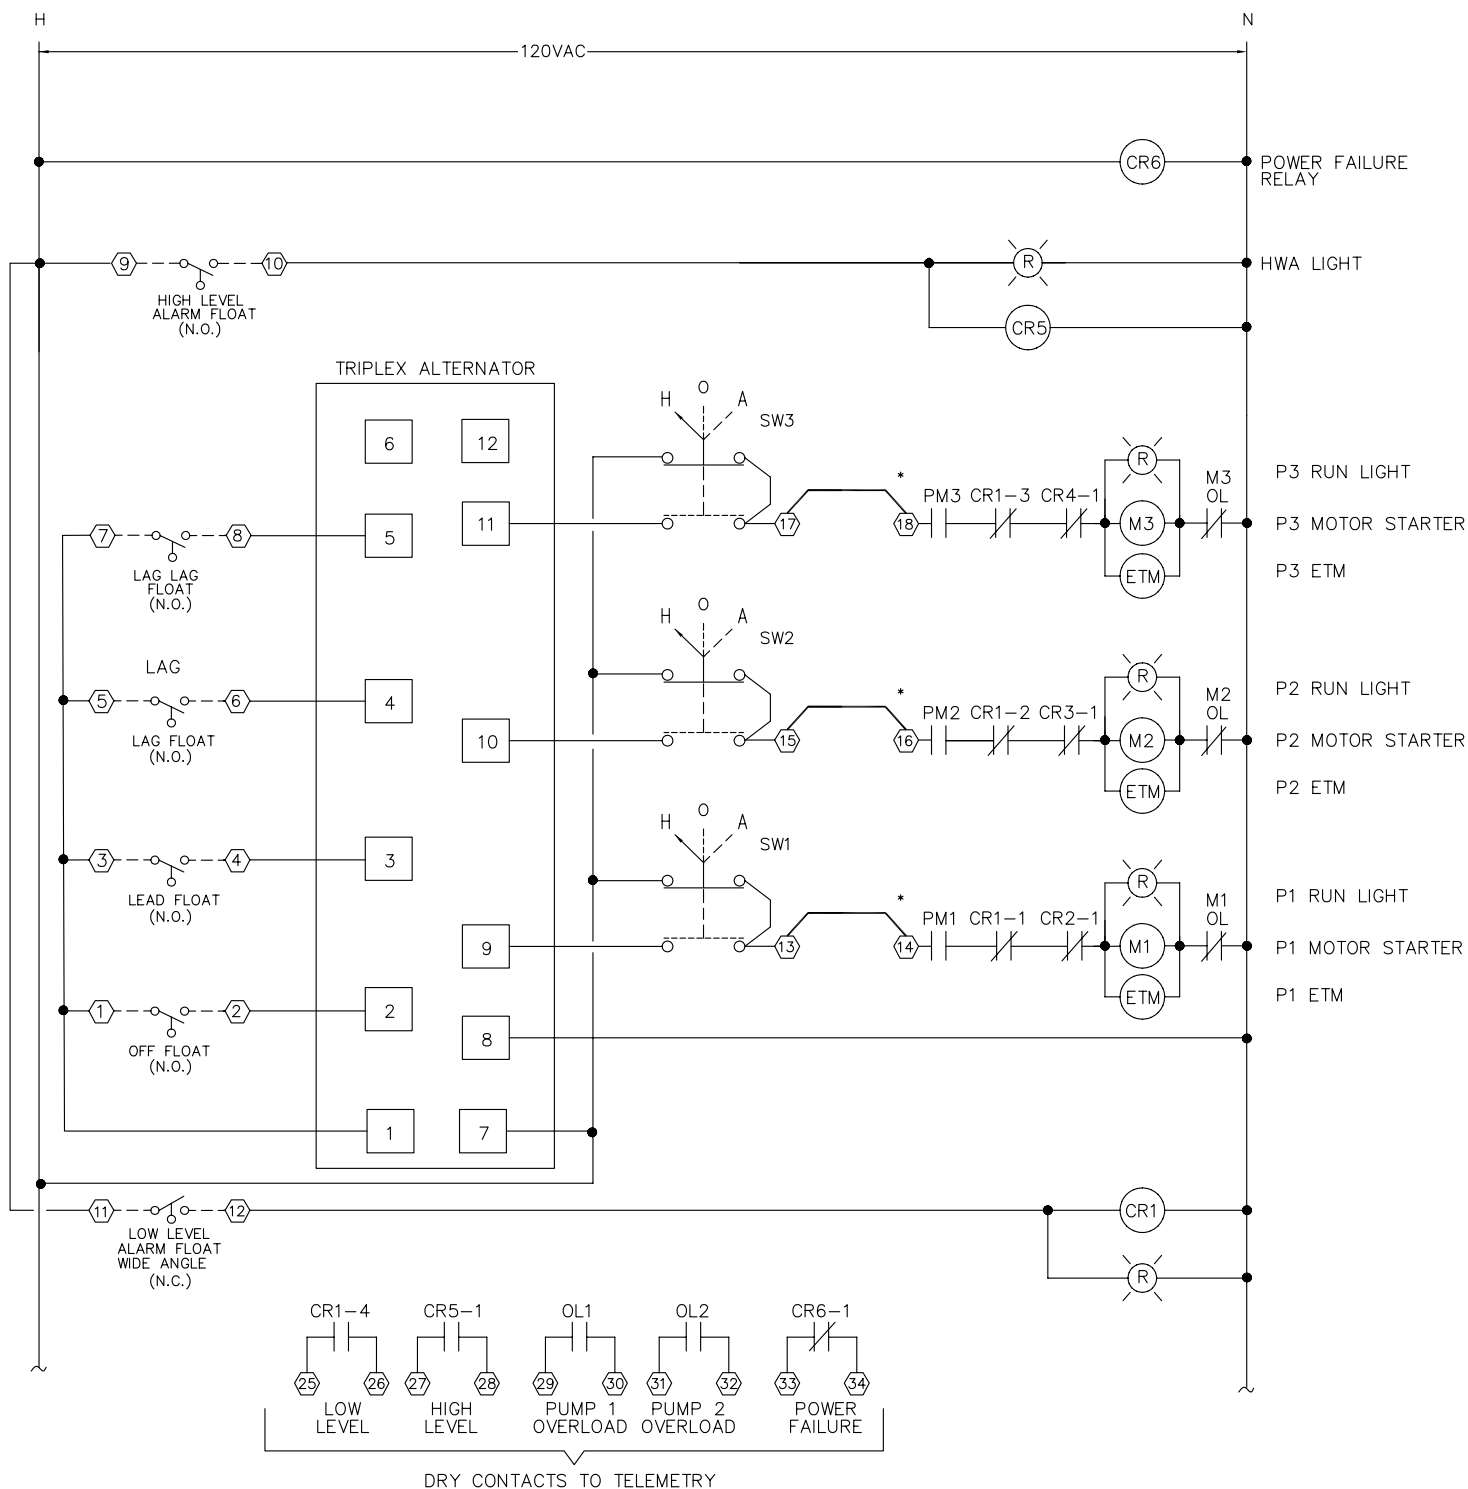 H
N
120VAC
CR6
POWER FAILURE
RELAY
9
10
R
HWA LIGHT
HIGH LEVEL
ALARM FLOAT
(N.O.)
CR5
TRIPLEX ALTERNATOR
H O A
SW3
6
12
11
5
7
8
LAG LAG
FLOAT
(N.O.)
17
*
18
PM3
CR1-3
CR4-1
R
M3
ETM
M3
OL
P3 RUN LIGHT
P3 MOTOR STARTER
P3 ETM
H O A
SW2
LAG
5
6
4
LAG FLOAT
(N.O.)
10
15
*
16
PM2
CR1-2
CR3-1
R
M2
ETM
M2
OL
P2 RUN LIGHT
P2 MOTOR STARTER
P2 ETM
H O A
SW1
3
4
3
LEAD FLOAT
(N.O.)
9
13
*
14
PM1
CR1-1
CR2-1
R
M1
ETM
M1
OL
P1 RUN LIGHT
P1 MOTOR STARTER
P1 ETM
1
2
2
OFF FLOAT
(N.O.)
8
1
7
11
12
LOW LEVEL
ALARM FLOAT
WIDE ANGLE
(N.C.)
CR1
R
CR1-4
CR5-1
OL1
OL2
CR6-1
25
26
27
28
29
30
31
32
33
34
LOW
LEVEL
HIGH
LEVEL
PUMP 1
OVERLOAD
PUMP 2
OVERLOAD
POWER
FAILURE
DRY CONTACTS TO TELEMETRY